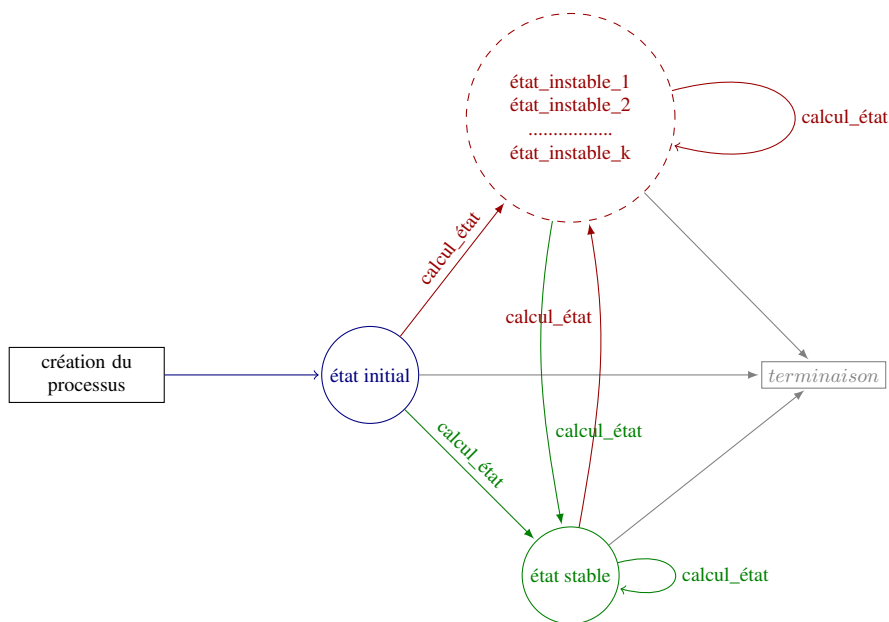 état_instable_1
état_instable_2
.................
état_instable_k
calcul_état
calcul_état
calcul_état
création du
processus
état initial
terminaison
calcul_état
calcul_état
état stable
calcul_état